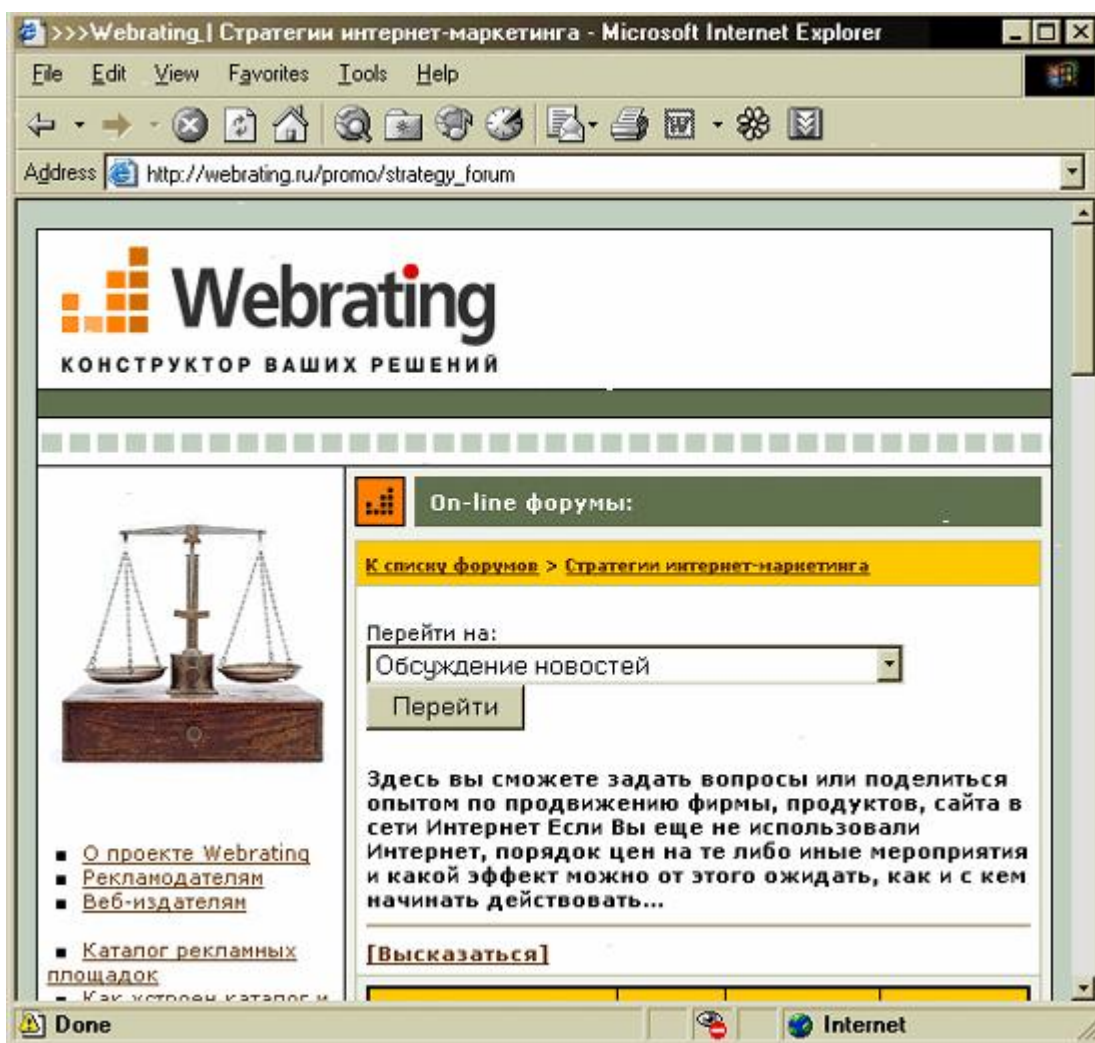 >>>Webrating | Стратегии интернет-маркетинга - Microsoft Internet Explorer
File Edit View Favorites Tools Help
Address http://webrating.ru/promo/strategy_forum
Webrating
КОНСТРУКТОР ВАШИХ РЕШЕНИЙ
On-line форумы:
К списку форумов > Стратегии интернет-маркетинга
Перейти на:
Обсуждение новостей
Перейти
Здесь вы сможете задать вопросы или поделиться
опытом по продвижению фирмы, продуктов, сайта в
сети Интернет Если Вы еще не использовали
Интернет, порядок цен на те либо иные мероприятия
и какой эффект можно от этого ожидать, как и с кем
начинать действовать...
[Высказаться]
О проекте Webrating
Рекламодателям
Веб-издателям
Каталог рекламных
площадок
Как устроен каталог и
Done Internet